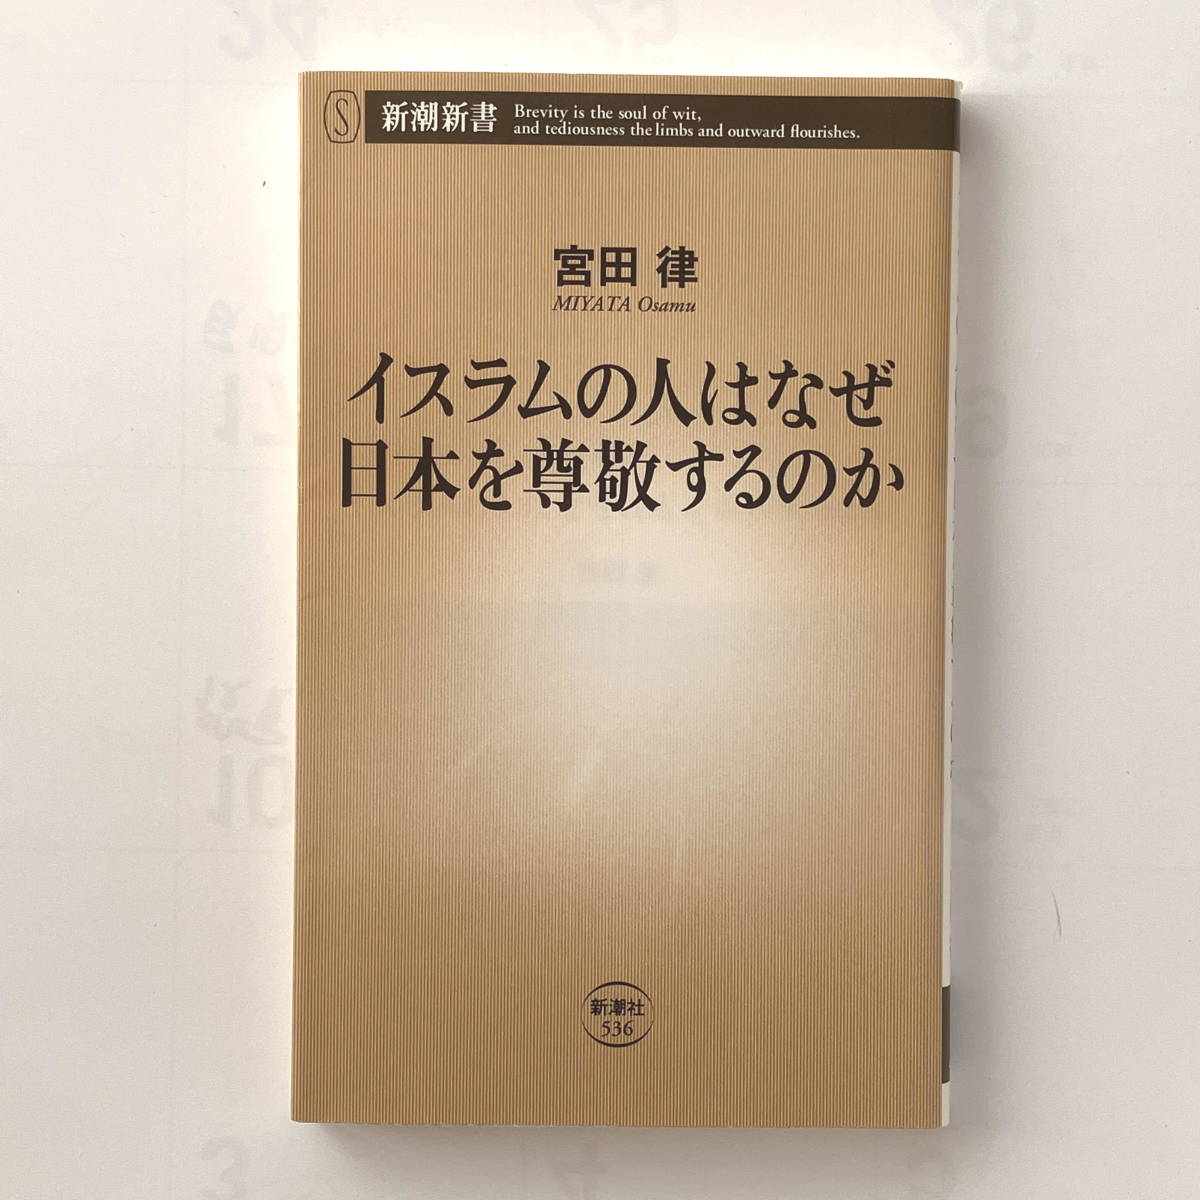 S
新潮新書
Brevity is the soul of wit,
and tediousness the limbs and outward flourishes.
宮田 律
MIYATA Osamu
イスラムの人はなぜ
日本を尊敬するのか
新潮社
536